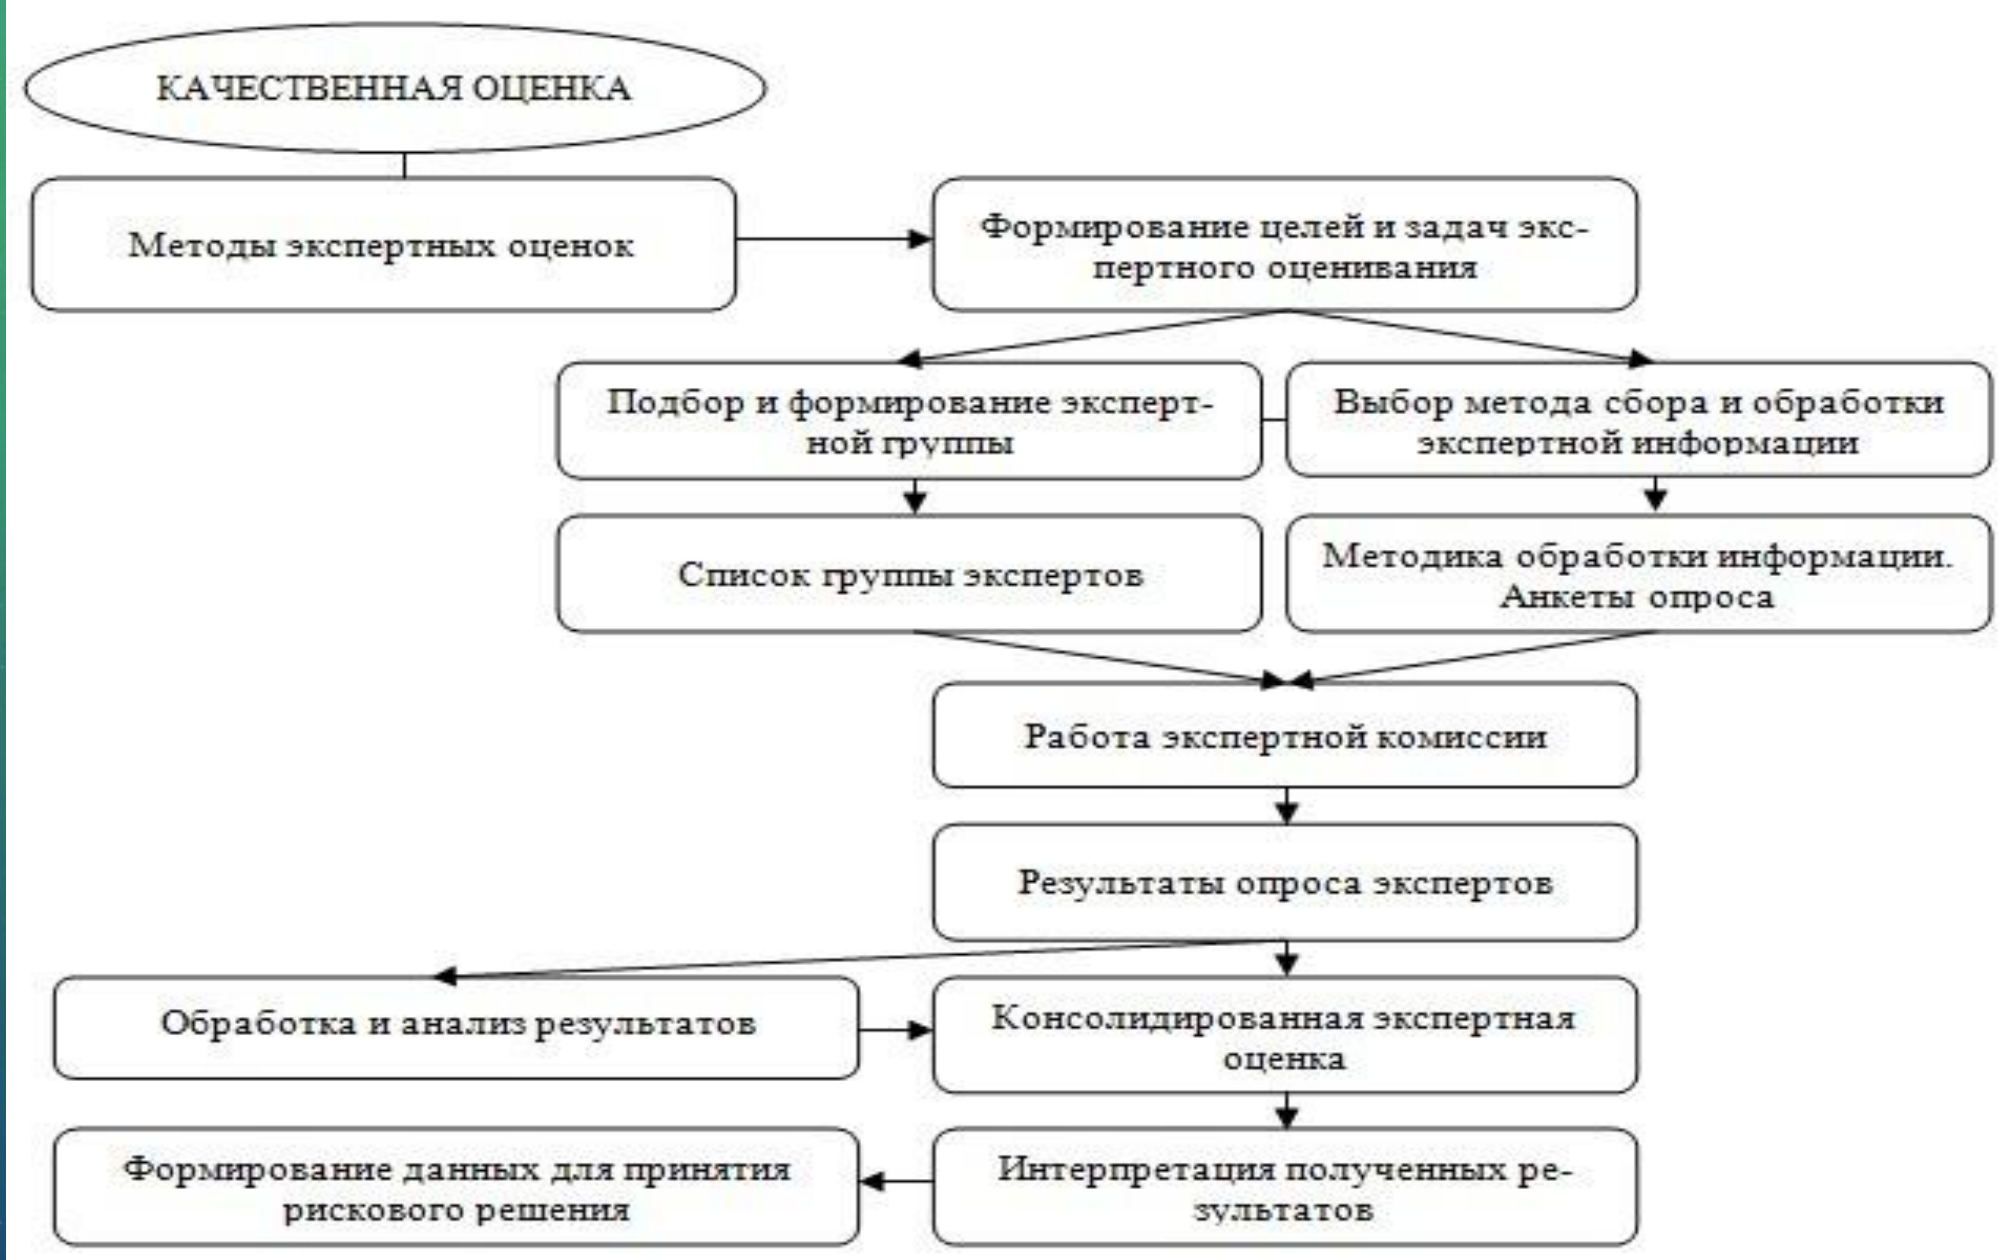 КАЧЕСТВЕННАЯ ОЦЕНКА
Методы экспертных оценок
Формирование целей и задач экс-
пертного оценивания
Подбор и формирование эксперт-
ной группы
Выбор метода сбора и обработки
экспертной информации
Список группы экспертов
Методика обработки информации.
Анкеты опроса
Работа экспертной комиссии
Результаты опроса экспертов
Обработка и анализ результатов
Консолидированная экспертная
оценка
Формирование данных для принятия
рискового решения
Интерпретация полученных ре-
зультатов